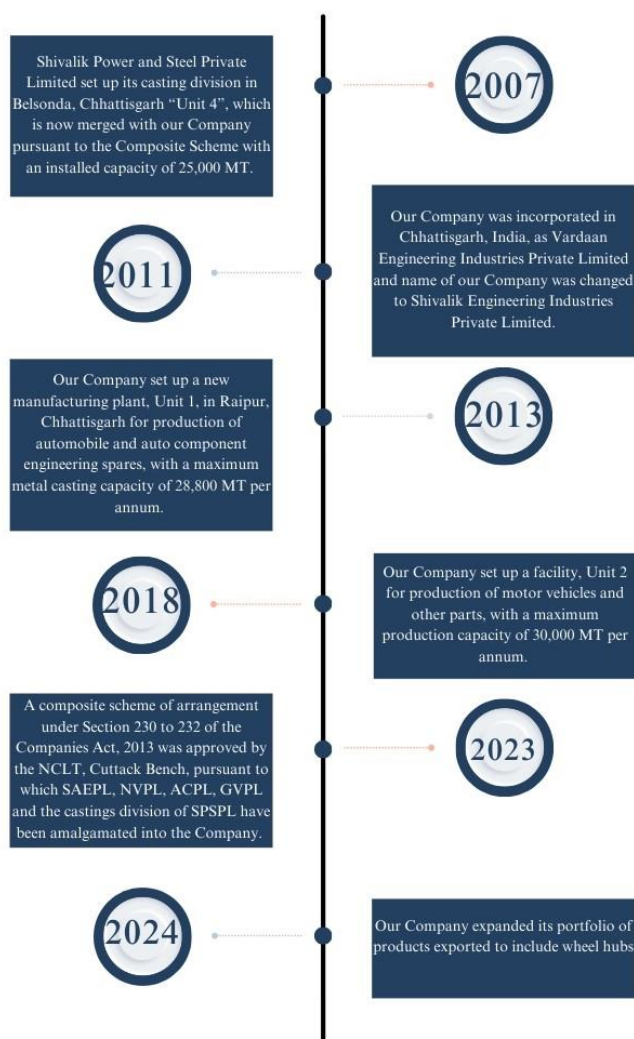 Shivalik Power and Steel Private
Limited set up its casting division in
Belsonda, Chhattisgarh “Unit 4”, which
is now merged with our Company
pursuant to the Composite Scheme with
an installed capacity of 25,000 MT.
2007
2011
Our Company was incorporated in
Chhattisgarh, India, as Vardaan
Engineering Industries Private Limited
and name of our Company was changed
to Shivalik Engineering Industries
Private Limited.
Our Company set up a new
manufacturing plant, Unit 1, in Raipur,
Chhattisgarh for production of
automobile and auto component
engineering spares, with a maximum
metal casting capacity of 28,800 MT per
annum.
2013
2018
Our Company set up a facility, Unit 2
for production of motor vehicles and
other parts, with a maximum
production capacity of 30,000 MT per
annum.
A composite scheme of arrangement
under Section 230 to 232 of the
Companies Act, 2013 was approved by
the NCLT, Cuttack Bench, pursuant to
which SAEPL, NVPL, ACPL, GVPL
and the castings division of SPSPL have
been amalgamated into the Company.
2023
2024
Our Company expanded its portfolio of
products exported to include wheel hubs